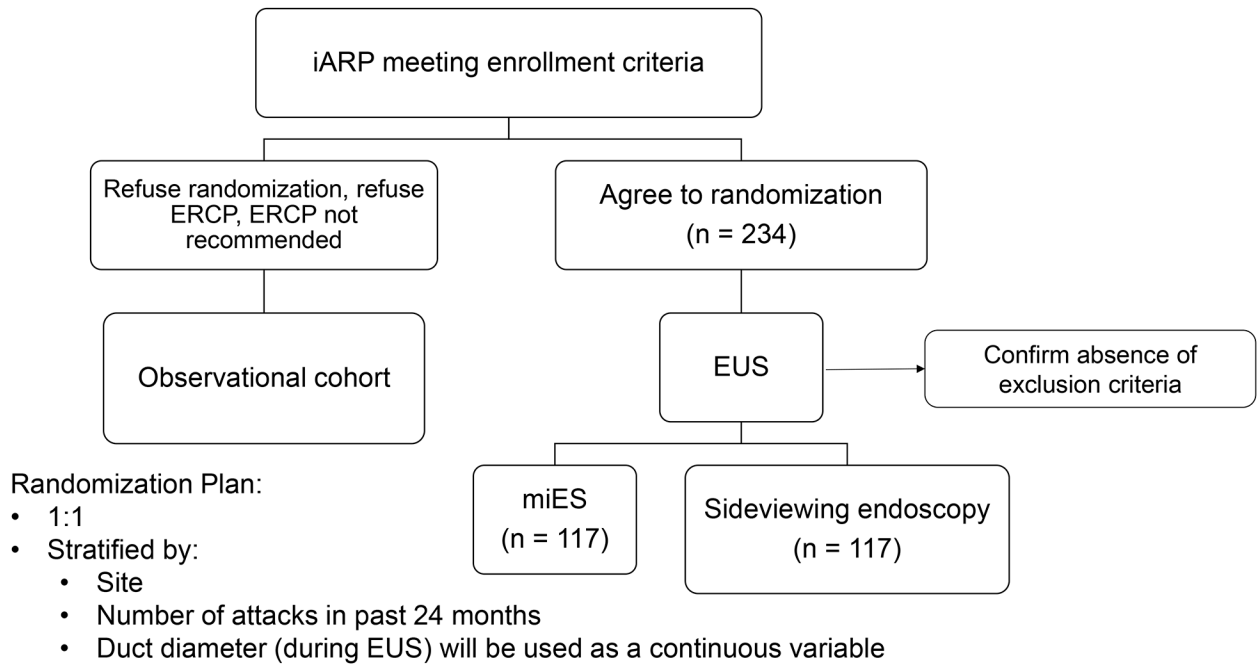 iARP meeting enrollment criteria
Refuse randomization, refuse
ERCP, ERCP not
recommended
Agree to randomization
(n = 234)
Observational cohort
EUS
Confirm absence of
exclusion criteria
miES
(n = 117)
Sideviewing endoscopy
(n = 117)
Randomization Plan:
• 1:1
• Stratified by:
• Site
• Number of attacks in past 24 months
• Duct diameter (during EUS) will be used as a continuous variable